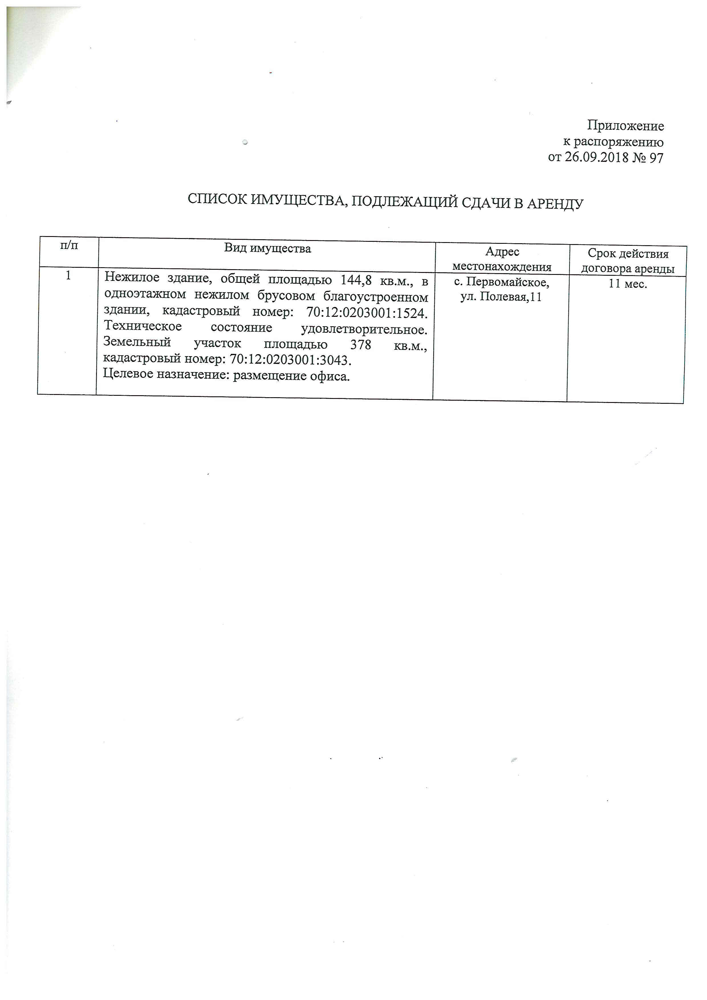 Приложение
к распоряжению
от 26.09.2018 № 97
СПИСОК ИМУЩЕСТВА, ПОДЛЕЖАЩИЙ СДАЧИ В АРЕНДУ
п/п
Вид имущества
Адрес
местонахождения
Срок действия
договора аренды
1
Нежилое здание, общей площадью 144,8 кв.м., в
одноэтажном нежилом брусовом благоустроенном
здании, кадастровый номер: 70:12:0203001:1524.
Техническое состояние удовлетворительное.
Земельный участок площадью 378 кв.м.,
кадастровый номер: 70:12:0203001:3043.
Целевое назначение: размещение офиса.
с. Первомайское,
ул. Полевая,11
11 мес.